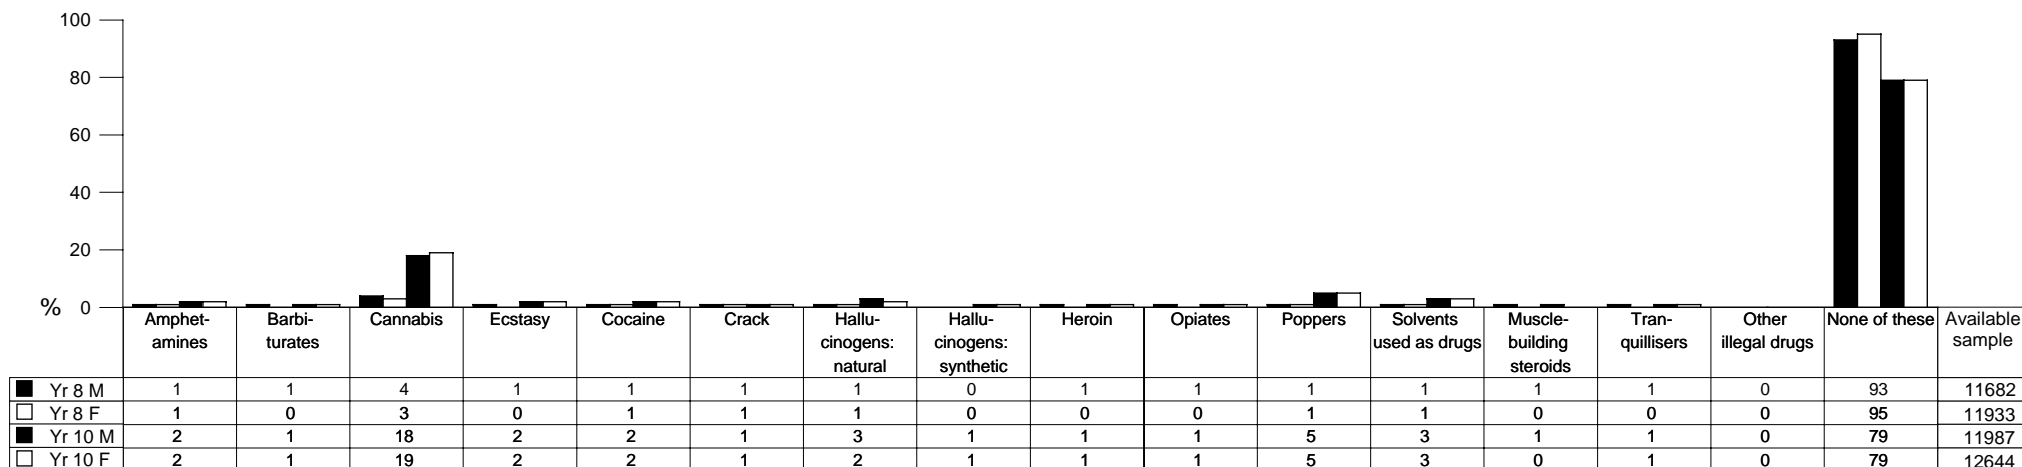 100
80
60
40
20
% 0
Amphet- Barbi- Cannabis Ecstasy Cocaine Crack Hallu- Hallu- Heroin Opiates Poppers Solvents Muscle- Tran- Other None of these Available
amines turates cinogens: cinogens: used as drugs building quillisers illegal drugs sample
natural synthetic steroids
Yr 8 M 1 1 4 1 1 1 1 0 1 1 1 1 1 1 0 93 11682
Yr 8 F 1 0 3 0 1 1 1 0 0 0 1 1 0 0 0 95 11933
Yr 10 M 2 1 18 2 2 1 3 1 1 1 5 3 1 1 0 79 11987
Yr 10 F 2 1 19 2 2 1 2 1 1 1 5 3 0 1 0 79 12644